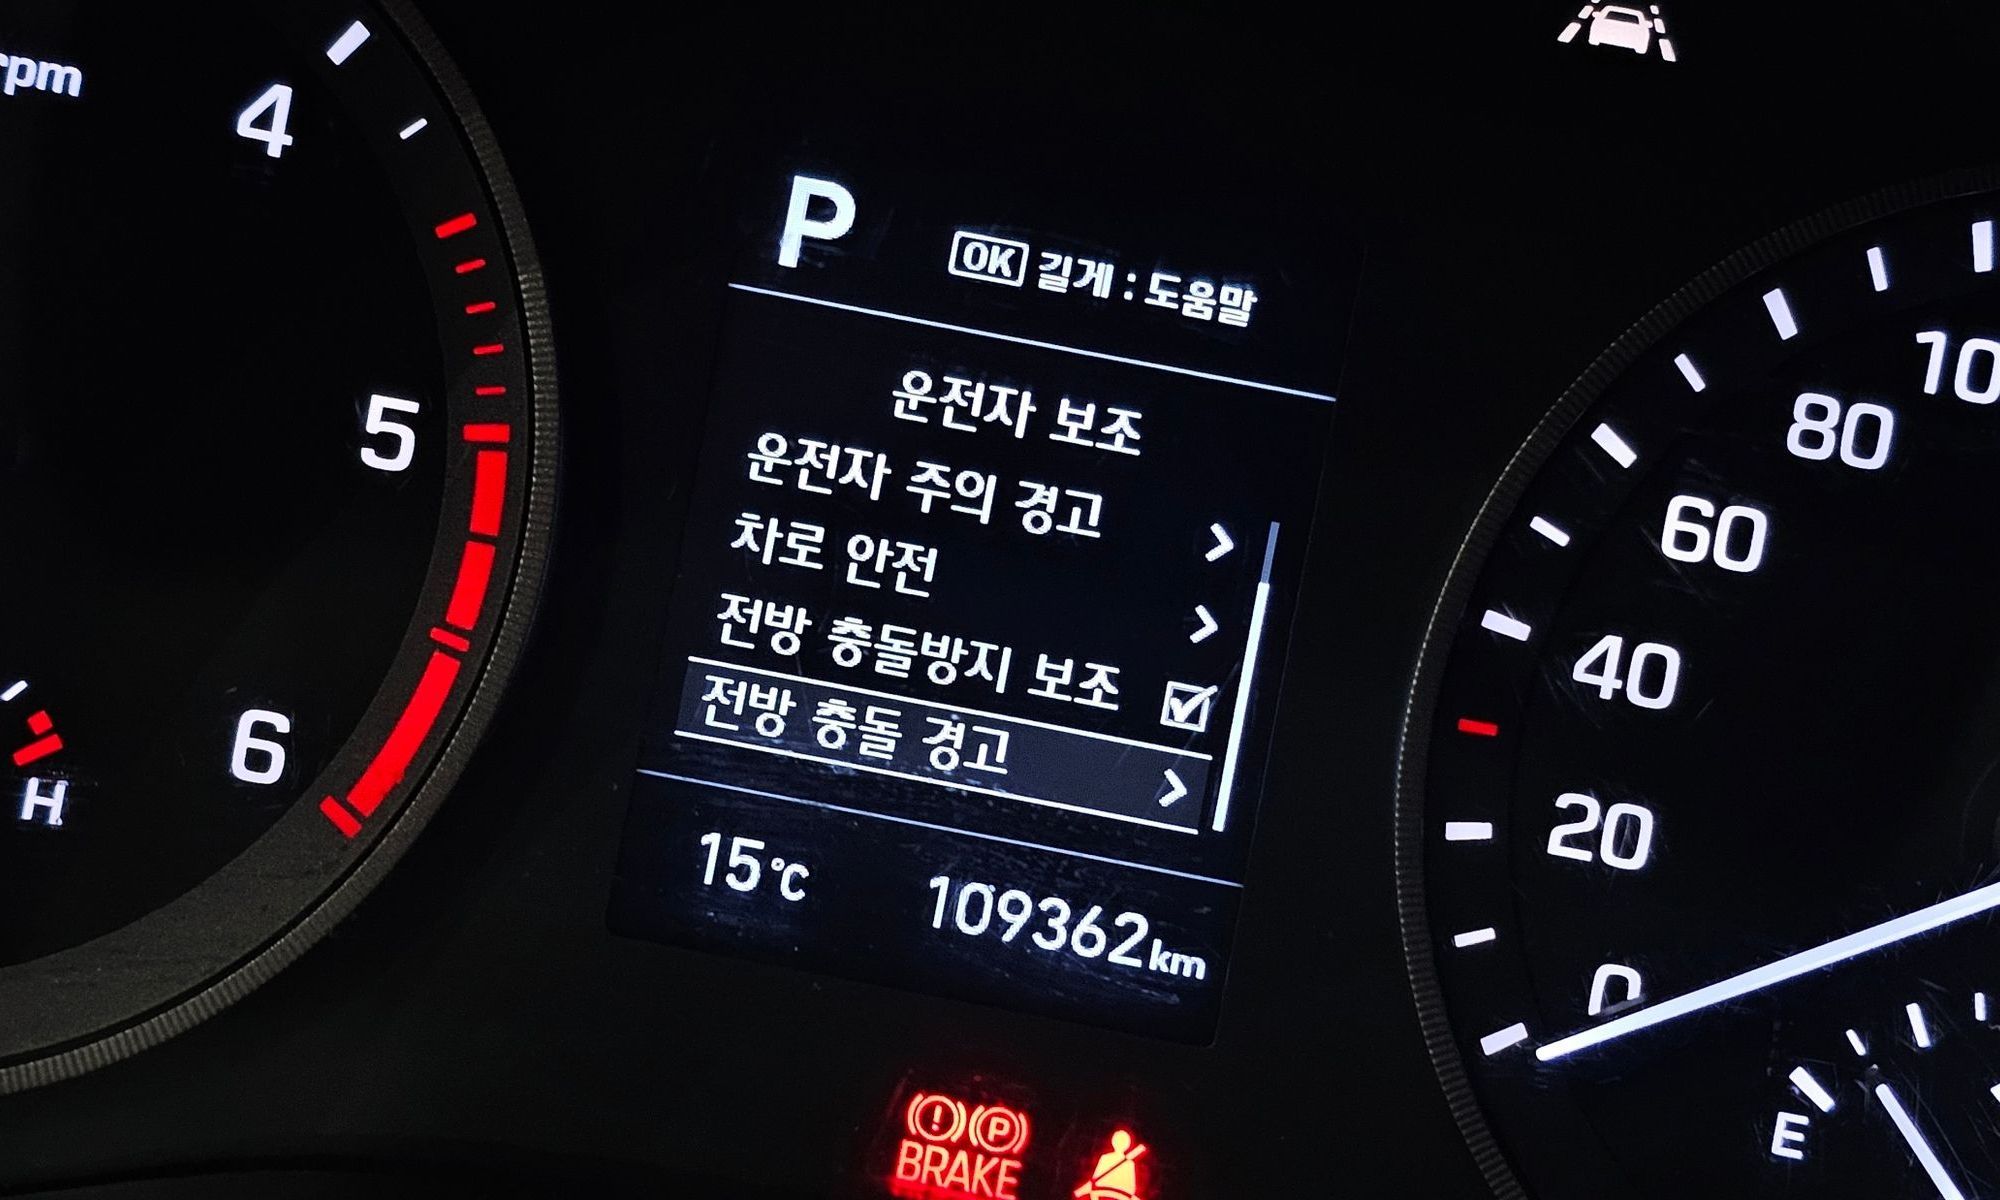 rpm
4
5
6
H
P
OK 길게 : 도움말
운전자 보조
운전자 주의 경고
차로 안전
전방 충돌방지 보조
전방 충돌 경고
15°C
109362km
BRAKE
P
100
80
60
40
20
0
E